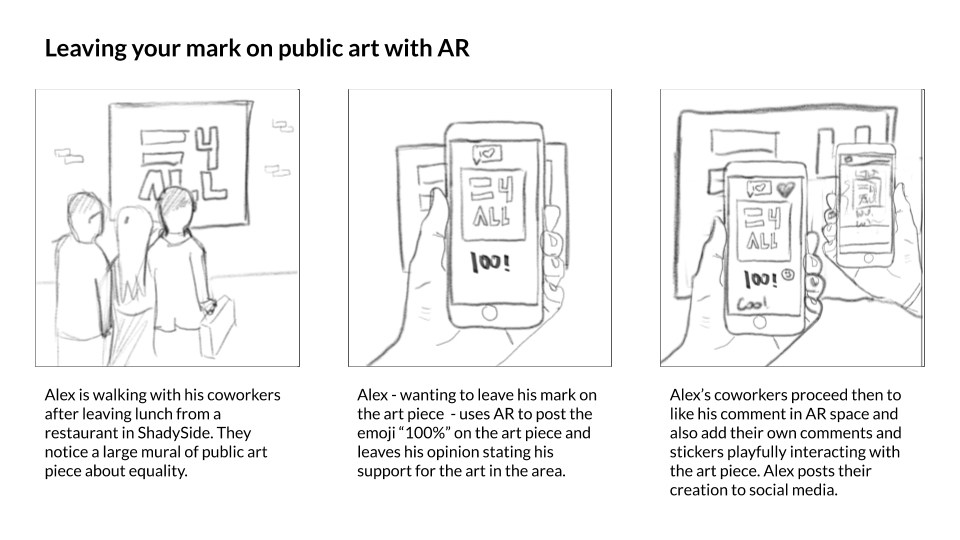 Leaving your mark on public art with AR
4
ALL
4
ALL
100!
4
ALL
100!
Cool
Alex is walking with his coworkers
after leaving lunch from a
restaurant in ShadySide. They
notice a large mural of public art
piece about equality.
Alex - wanting to leave his mark on
the art piece - uses AR to post the
emoji “100%” on the art piece and
leaves his opinion stating his
support for the art in the area.
Alex’s coworkers proceed then to
like his comment in AR space and
also add their own comments and
stickers playfully interacting with
the art piece. Alex posts their
creation to social media.